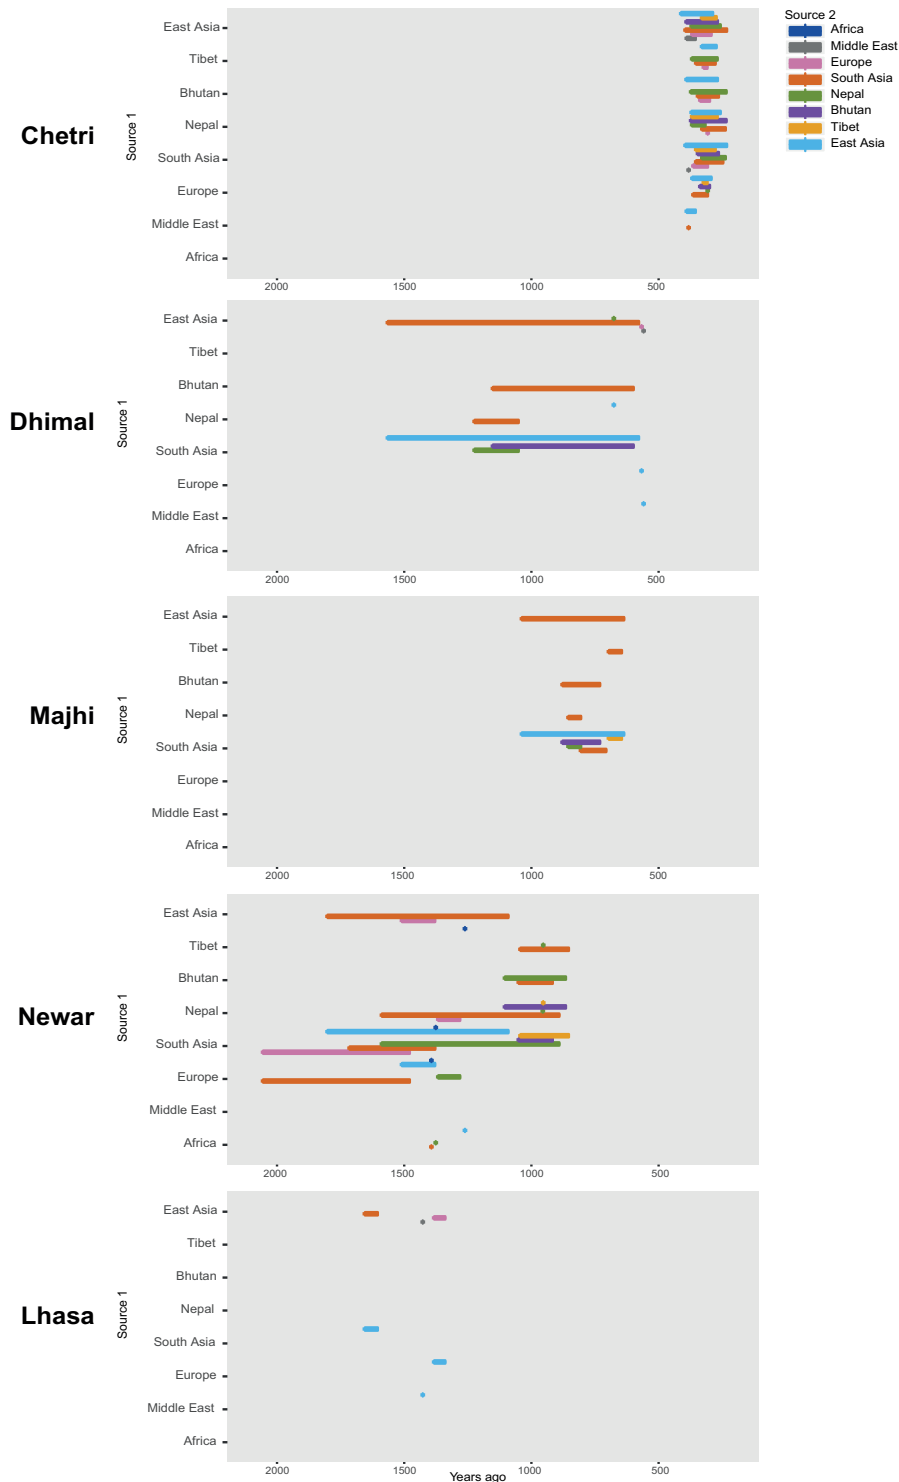 Source 2
Africa
Middle East
Europe
South Asia
Nepal
Bhutan
Tibet
East Asia
Chetri
Source 1
East Asia
Tibet
Bhutan
Nepal
South Asia
Europe
Middle East
Africa
2000 1500 1000 500
Dhimal
Source 1
East Asia
Tibet
Bhutan
Nepal
South Asia
Europe
Middle East
Africa
2000 1500 1000 500
Majhi
Source 1
East Asia
Tibet
Bhutan
Nepal
South Asia
Europe
Middle East
Africa
2000 1500 1000 500
Newar
Source 1
East Asia
Tibet
Bhutan
Nepal
South Asia
Europe
Middle East
Africa
2000 1500 1000 500
Lhasa
Source 1
East Asia
Tibet
Bhutan
Nepal
South Asia
Europe
Middle East
Africa
2000 1500 1000 500
Years ago